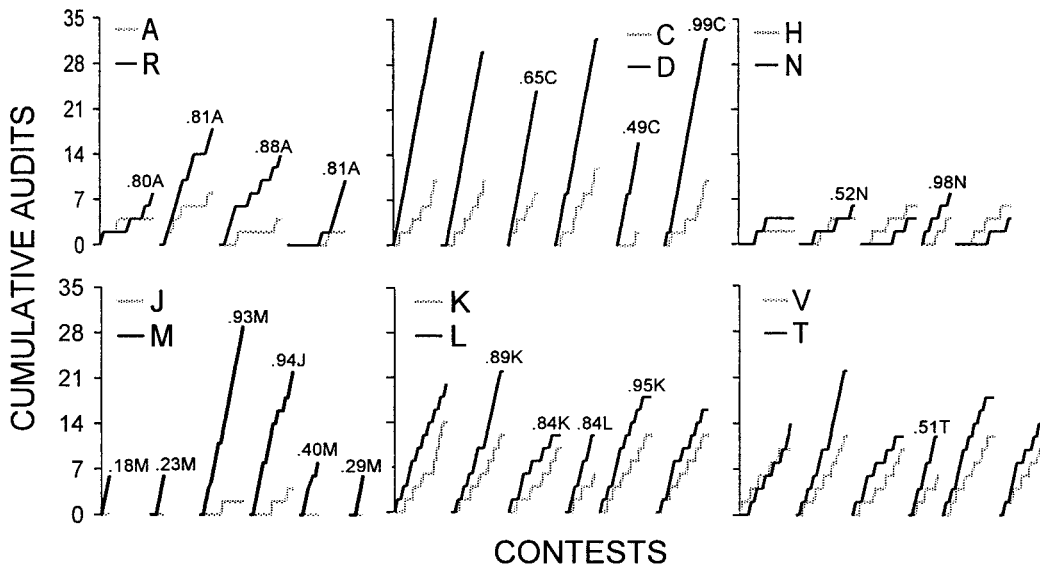 CUMULATIVE AUDITS
35
28
21
14
7
0
A
R
.80A
.81A
.88A
.81A
C
D
.65C
.49C
.99C
H
N
.52N
.98N
35
28
21
14
7
0
J
M
.18M
.23M
.93M
.94J
.40M
.29M
K
L
.89K
.84K
.84L
.95K
V
T
.51T
CONTESTS